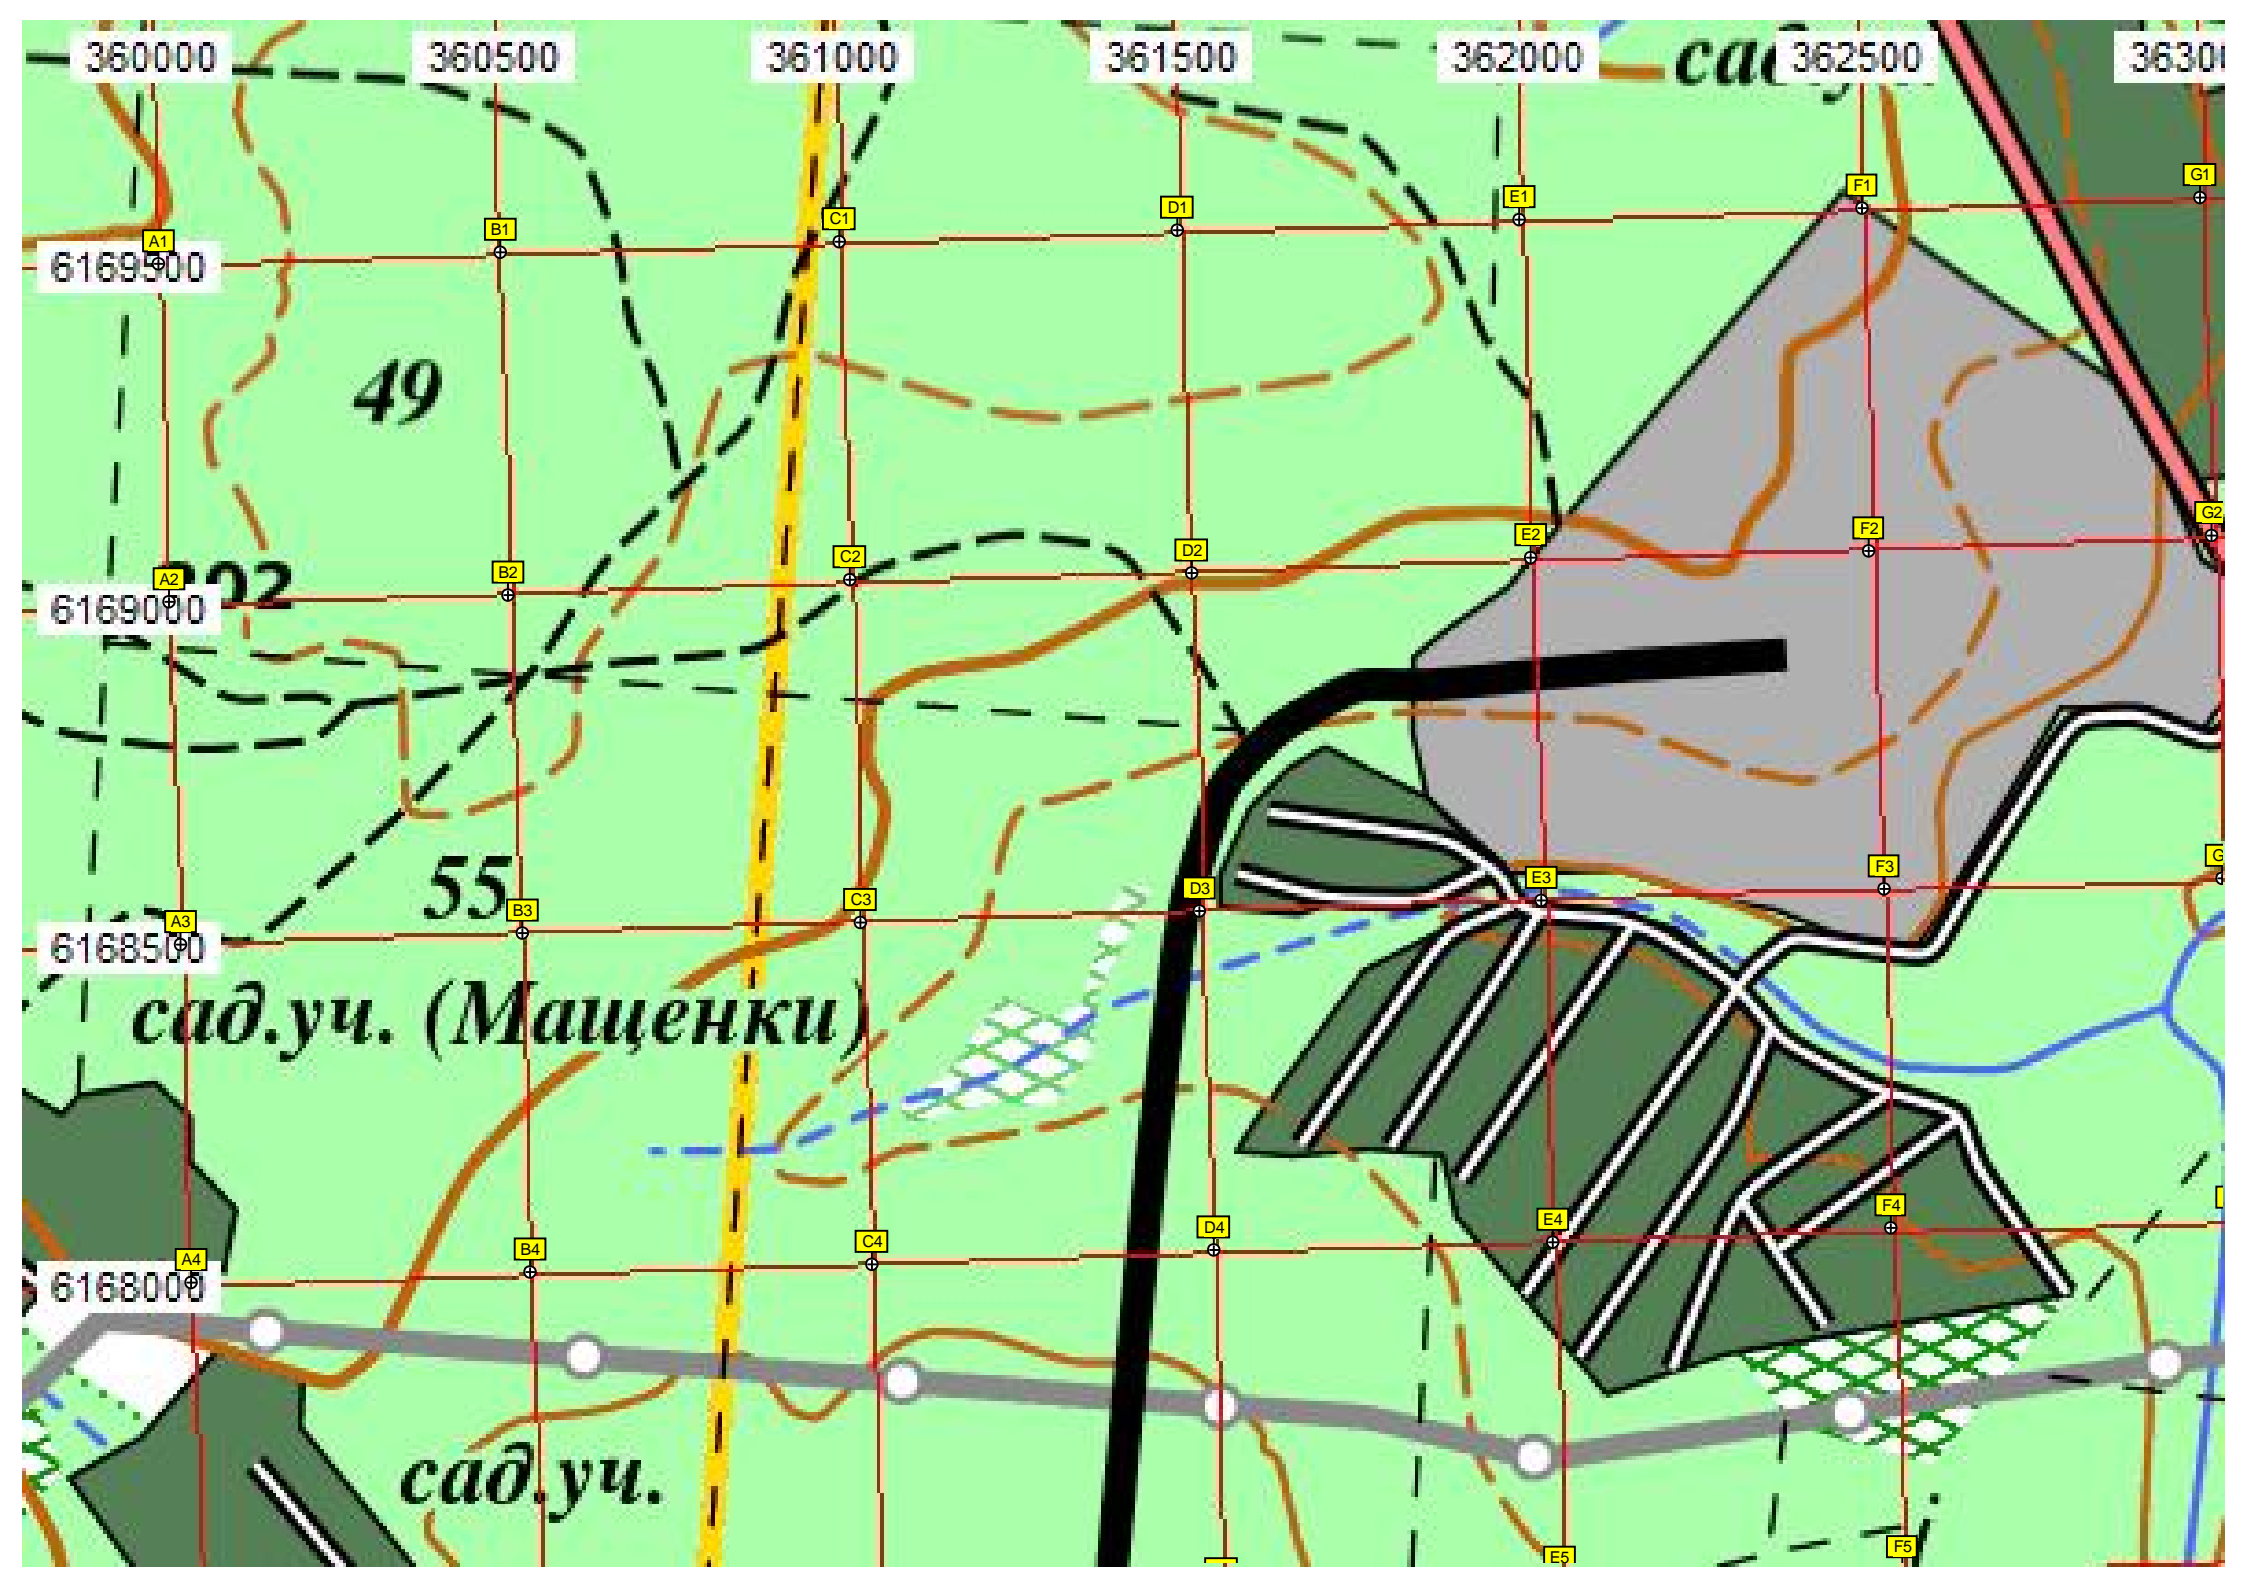 360000 360500 361000 361500 362000 362500
A1 B1 C1 D1 E1 F1 G1
6169500
49
A2 B2 C2 D2 E2 F2 G2
6169000
55
A3 B3 C3 D3 E3 F3 G
6168500
сад.уч. (Мащенки)
A4 B4 C4 D4 E4 F4
6168000
сад.уч.
E5 F5